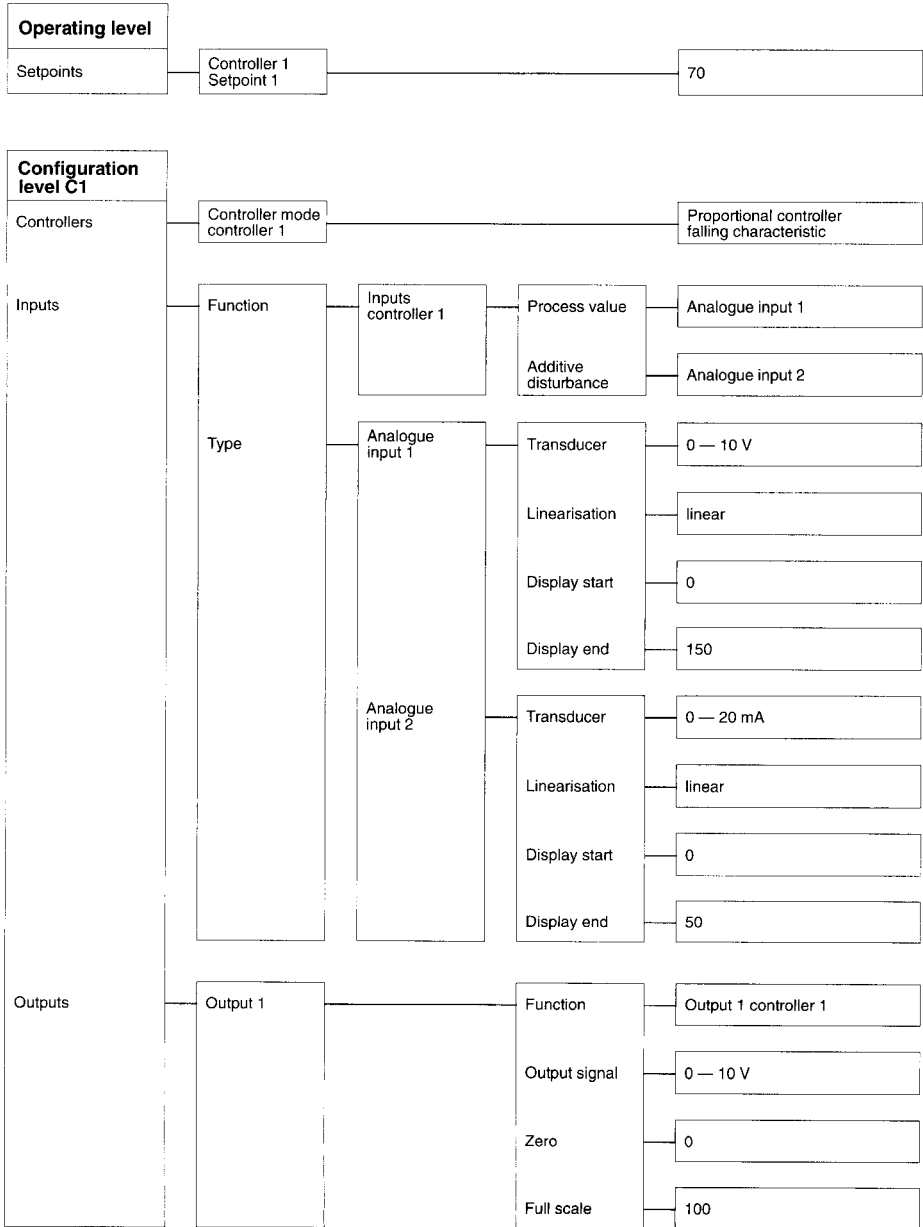 Operating level
Setpoints
Controller 1
Setpoint 1
70
Configuration
level C1
Controllers
Controller mode
controller 1
Proportional controller
falling characteristic
Inputs
Function
Inputs
controller 1
Process value
Analogue input 1
Additive
disturbance
Analogue input 2
Type
Analogue
input 1
Transducer
0 — 10 V
Linearisation
linear
Display start
0
Display end
150
Analogue
input 2
Transducer
0 — 20 mA
Linearisation
linear
Display start
0
Display end
50
Outputs
Output 1
Function
Output 1 controller 1
Output signal
0 — 10 V
Zero
0
Full scale
100